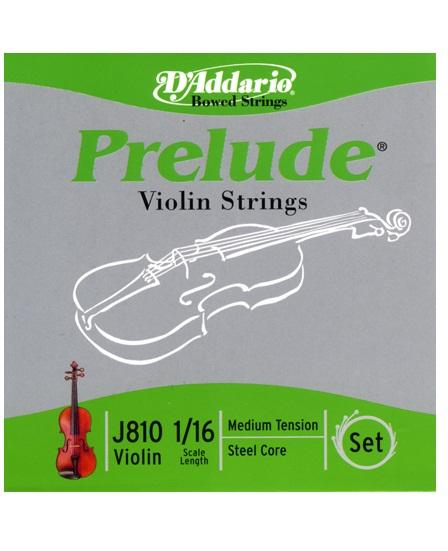 D'Addario
Bowed Strings
Prelude®
Violin Strings
J810 1/16 Medium Tension
Violin Scale Length Steel Core
Set